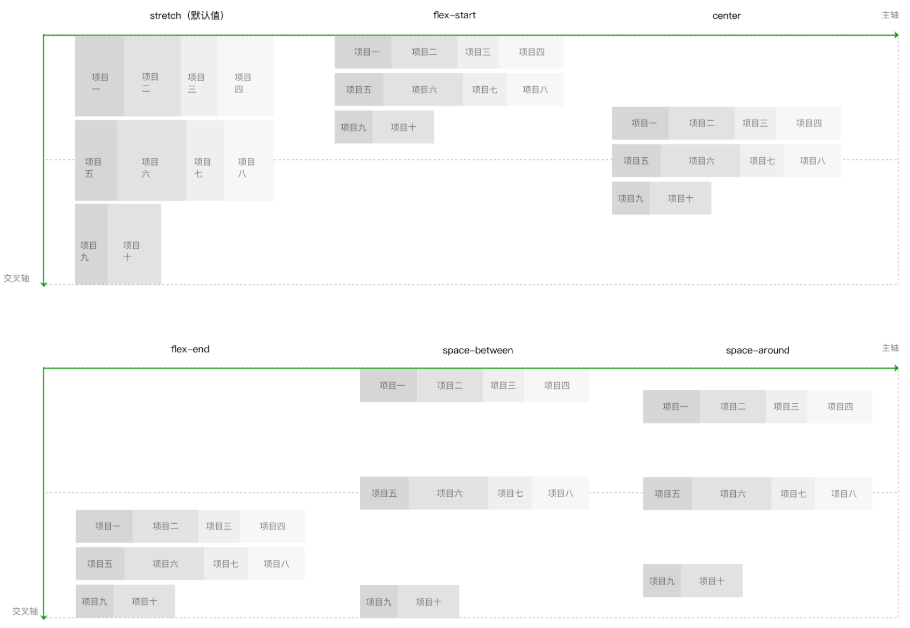 stretch（默认值）
flex-start
center
主轴
项目一
项目二
项目三
项目四
项目五
项目六
项目七
项目八
项目九
项目十
项目一
项目二
项目三
项目四
项目五
项目六
项目七
项目八
项目九
项目十
项目一
项目二
项目三
项目四
项目五
项目六
项目七
项目八
项目九
项目十
交叉轴
flex-end
space-between
space-around
主轴
项目一
项目二
项目三
项目四
项目五
项目六
项目七
项目八
项目九
项目十
项目一
项目二
项目三
项目四
项目五
项目六
项目七
项目八
项目九
项目十
项目一
项目二
项目三
项目四
项目五
项目六
项目七
项目八
项目九
项目十
交叉轴